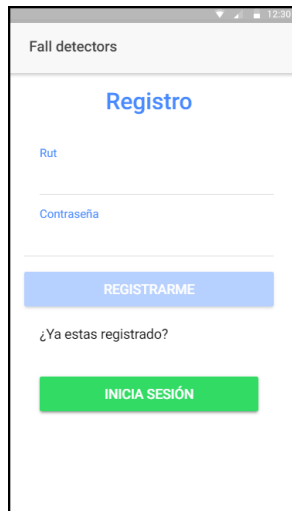 12:30
Fall detectors
Registro
Rut
Contraseña
REGISTRARME
¿Ya estas registrado?
INICIA SESIÓN